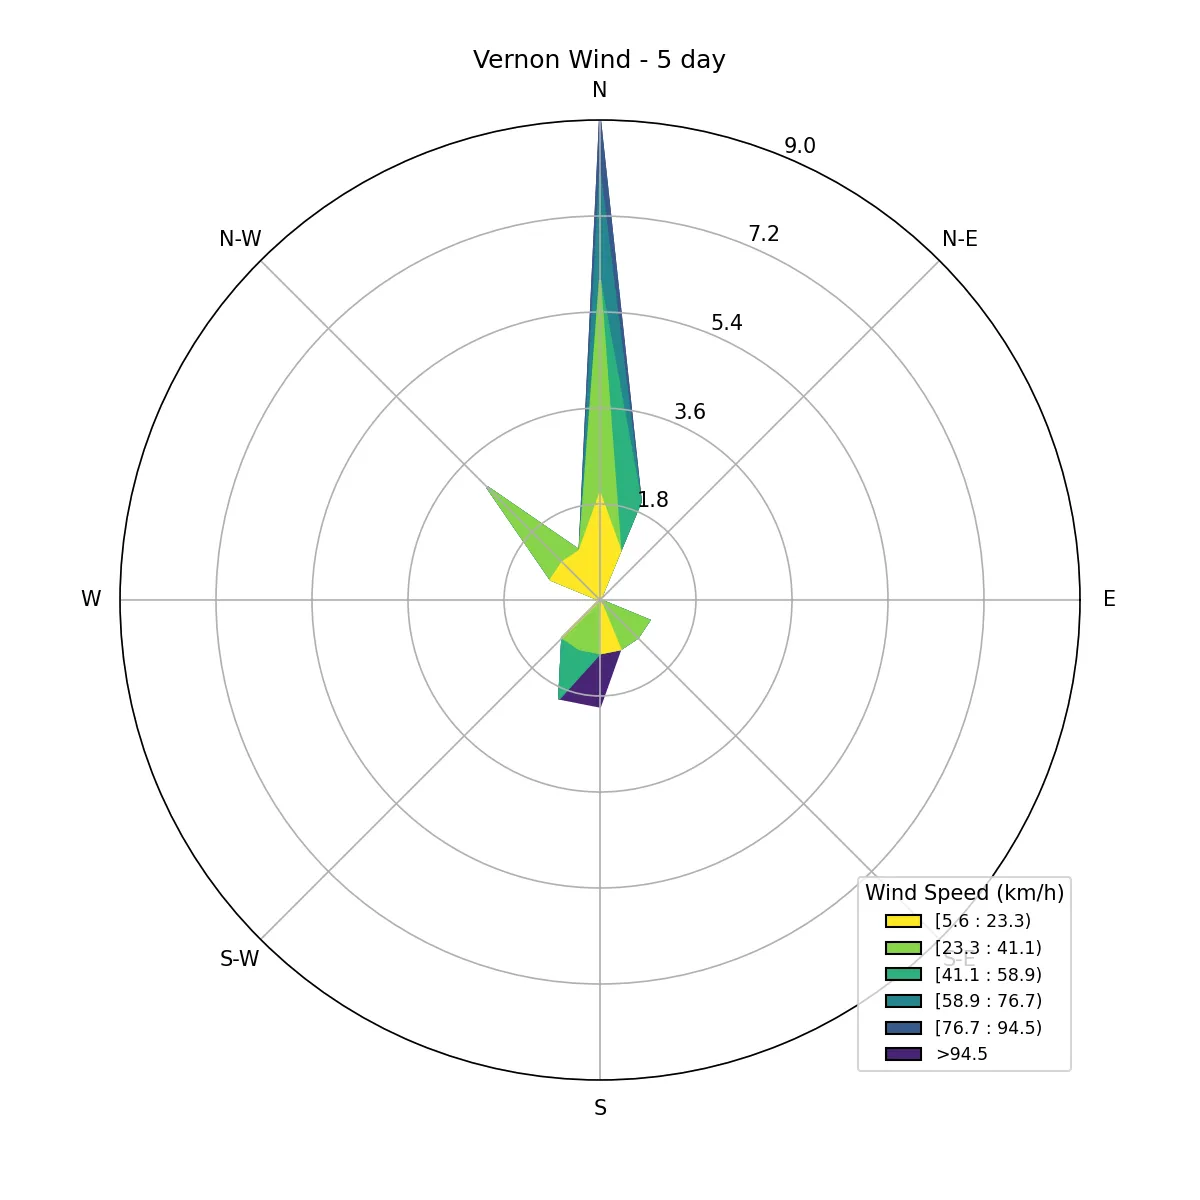 Vernon Wind - 5 day
N
9.0
N-W
7.2
N-E
5.4
3.6
1.8
W
E
Wind Speed (km/h)
[5.6 : 23.3)
[23.3 : 41.1)
S-W
S-E
[41.1 : 58.9)
[58.9 : 76.7)
[76.7 : 94.5)
>94.5
S